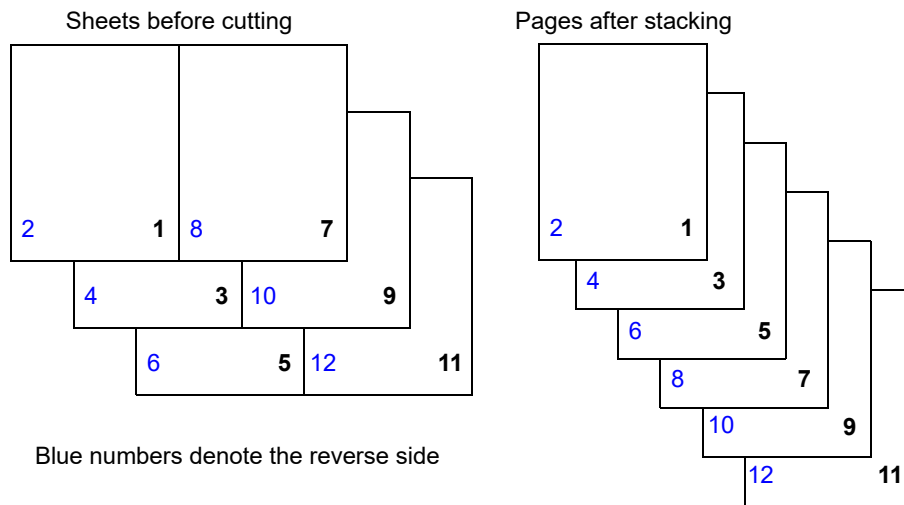 Sheets before cutting
Pages after stacking
2 1 8 7
4 3 10 9
6 5 12 11
2 1
4 3
6 5
8 7
10 9
12 11
Blue numbers denote the reverse side